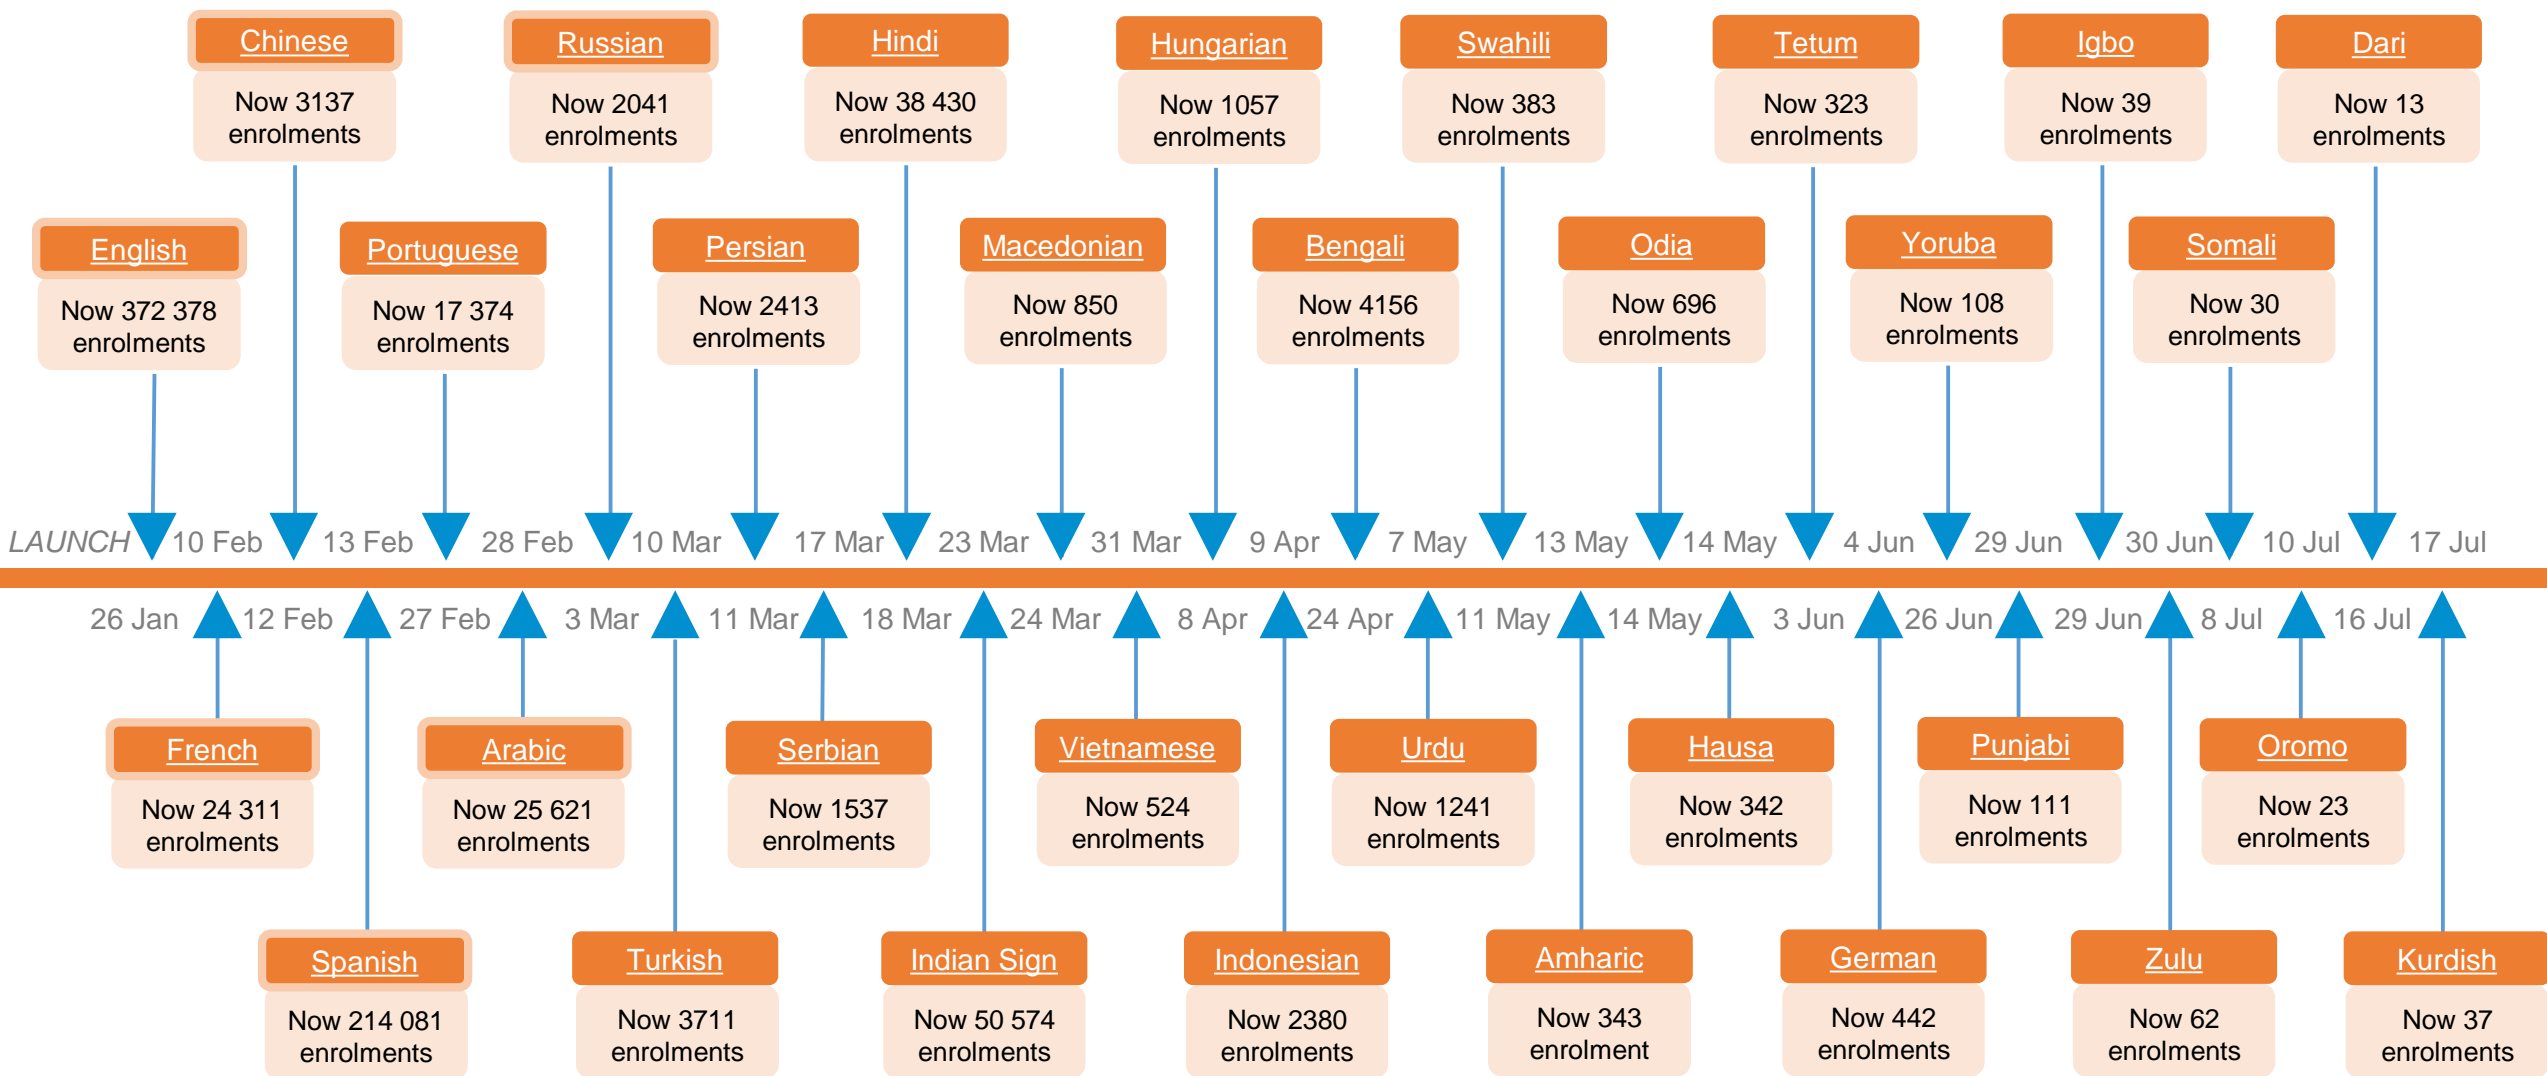 Chinese
Now 3137
enrolments
Russian
Now 2041
enrolments
Hindi
Now 38 430
enrolments
Hungarian
Now 1057
enrolments
Swahili
Now 383
enrolments
Tetum
Now 323
enrolments
Igbo
Now 39
enrolments
Dari
Now 13
enrolments
English
Now 372 378
enrolments
Portuguese
Now 17 374
enrolments
Persian
Now 2413
enrolments
Macedonian
Now 850
enrolments
Bengali
Now 4156
enrolments
Odia
Now 696
enrolments
Yoruba
Now 108
enrolments
Somali
Now 30
enrolments
LAUNCH 10 Feb 13 Feb 28 Feb 10 Mar 17 Mar 23 Mar 31 Mar 9 Apr 7 May 13 May 14 May 4 Jun 29 Jun 30 Jun 10 Jul 17 Jul
26 Jan 12 Feb 27 Feb 3 Mar 11 Mar 18 Mar 24 Mar 8 Apr 24 Apr 11 May 14 May 3 Jun 26 Jun 29 Jun 8 Jul 16 Jul
French
Now 24 311
enrolments
Arabic
Now 25 621
enrolments
Serbian
Now 1537
enrolments
Vietnamese
Now 524
enrolments
Urdu
Now 1241
enrolments
Hausa
Now 342
enrolments
Punjabi
Now 111
enrolments
Oromo
Now 23
enrolments
Spanish
Now 214 081
enrolments
Turkish
Now 3711
enrolments
Indian Sign
Now 50 574
enrolments
Indonesian
Now 2380
enrolments
Amharic
Now 343
enrolment
German
Now 442
enrolments
Zulu
Now 62
enrolments
Kurdish
Now 37
enrolments